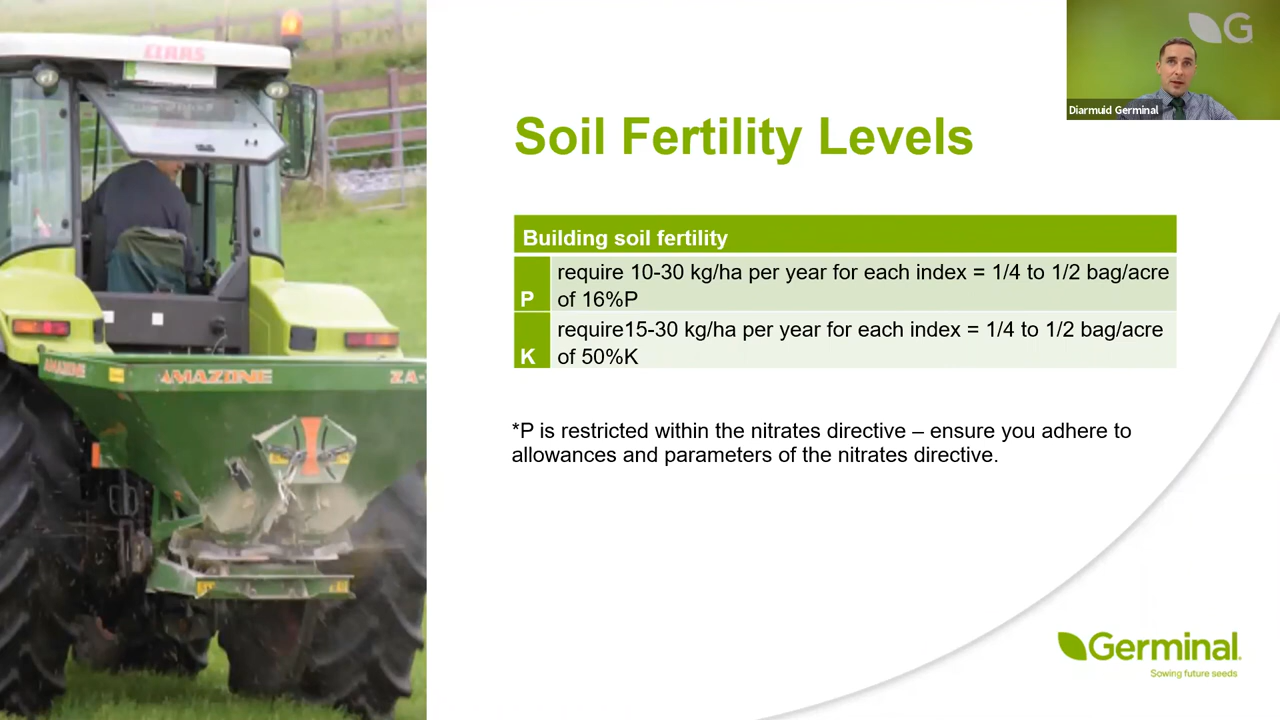 CLAAS
AMAZONE
AMAZONE
ZA-
G
Diarmuid Germinal
Soil Fertility Levels
Building soil fertility
P
require 10-30 kg/ha per year for each index = 1/4 to 1/2 bag/acre
of 16%P
K
require15-30 kg/ha per year for each index = 1/4 to 1/2 bag/acre
of 50%K
*P is restricted within the nitrates directive – ensure you adhere to
allowances and parameters of the nitrates directive.
Germinal
Sowing future seeds